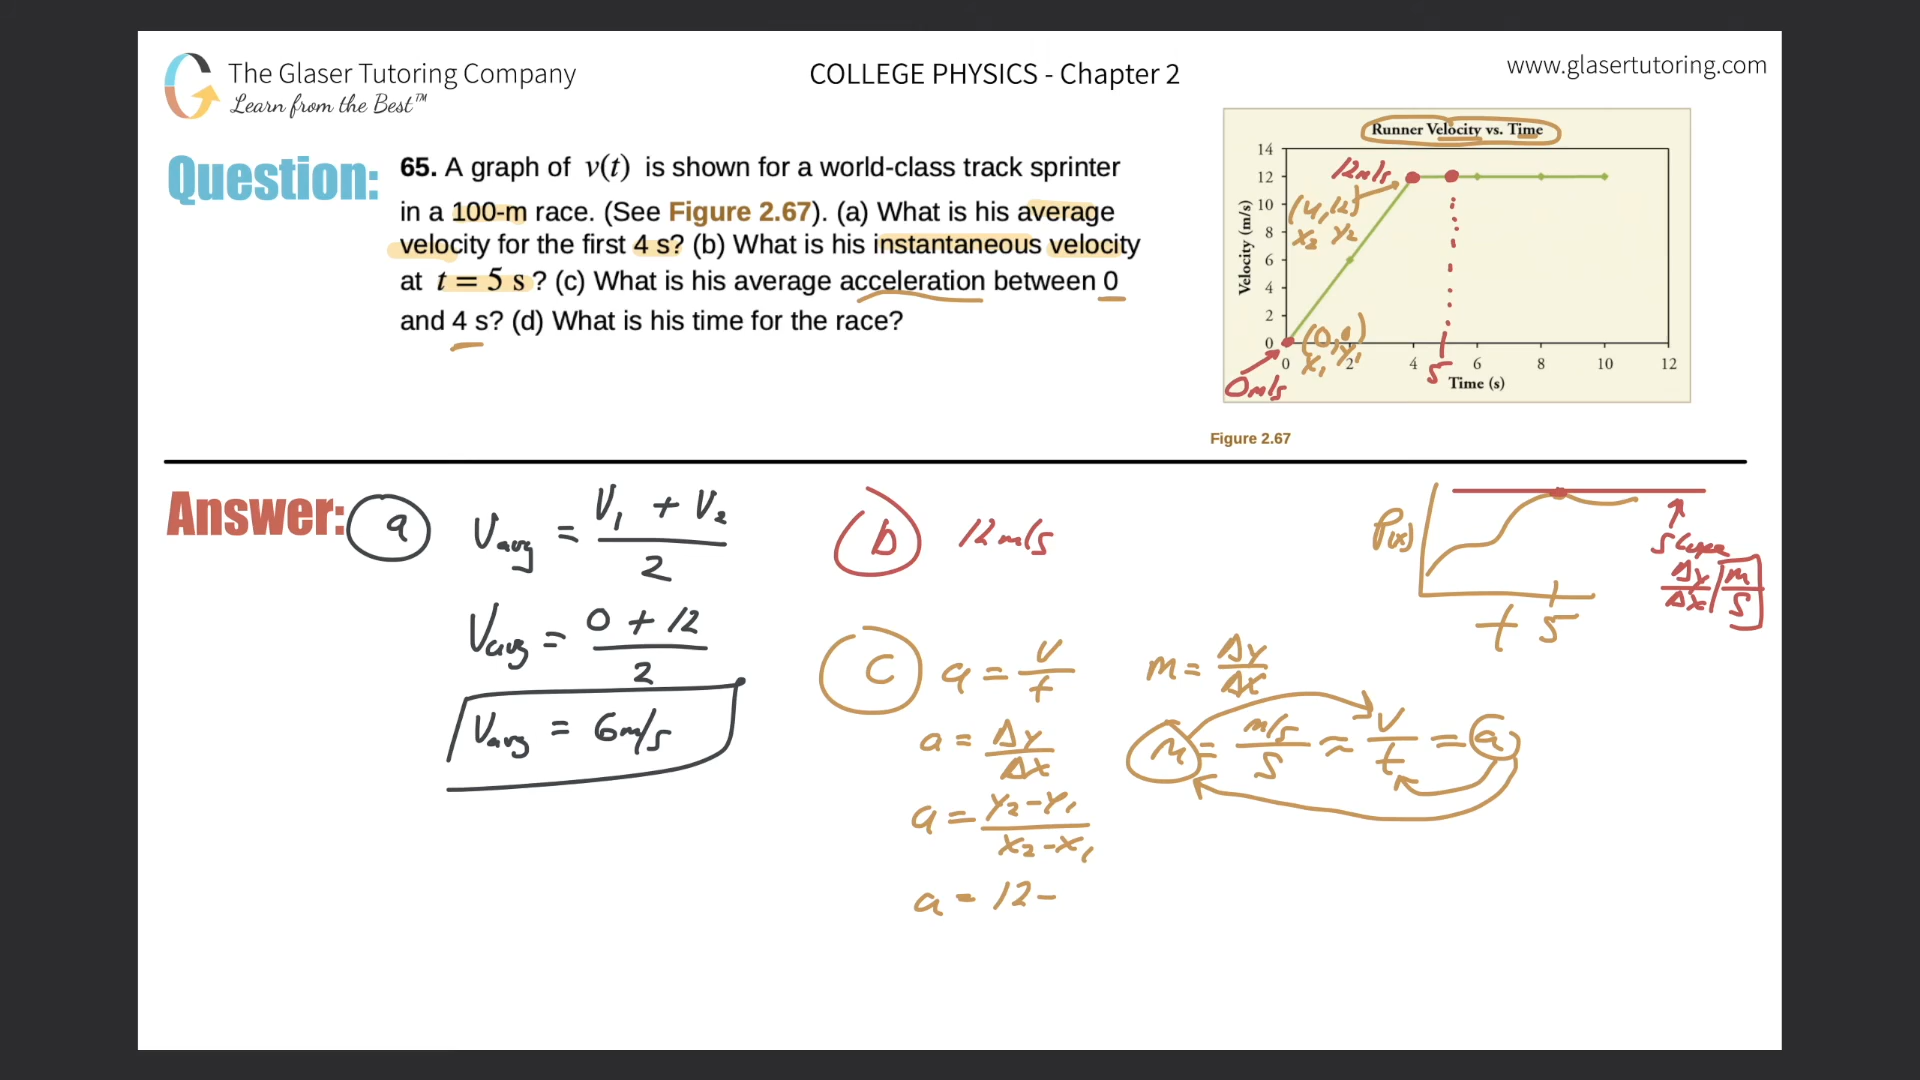 The Glaser Tutoring Company
Learn from the Best™
COLLEGE PHYSICS - Chapter 2
www.glasertutoring.com
Question:
65. A graph of v(t) is shown for a world-class track sprinter
in a 100-m race. (See Figure 2.67). (a) What is his average
velocity for the first 4 s? (b) What is his instantaneous velocity
at t = 5 s ? (c) What is his average acceleration between 0
and 4 s? (d) What is his time for the race?
Runner Velocity vs. Time
Velocity (m/s)
14
12
10
8
6
4
2
0
0 2 4 6 8 10 12
Time (s)
12m/s
(4,12)
x₂ y₂
(0,0)
x₁ y₁
0m/s
5
Figure 2.67
Answer:
a
Vavg = (V₁ + V₂)/2
Vavg = (0 + 12)/2
Vavg = 6m/s
b 12m/s
c a = v/t
a = Δy/Δx
a = (y₂-y₁)/(x₂-x₁)
a = 12-
m = Δy/Δx
m = (m/s)/s ≈ v/t = a
P(x)
t 5
slope
Δy/Δx | m/s